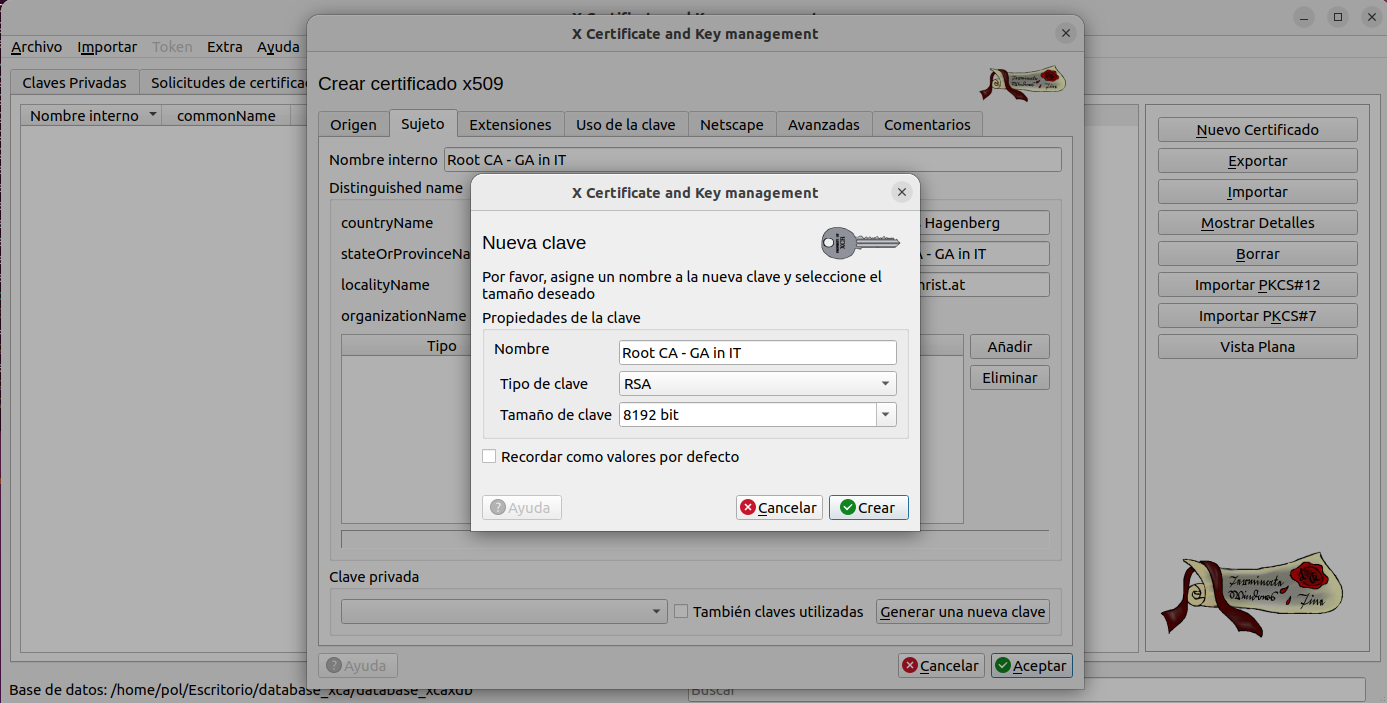 X Certificate and Key management
Archivo Importar Token Extra Ayuda
Crear certificado x509
Claves Privadas Solicitudes de
Origen Sujeto Extensiones Uso de la clave Netscape Avanzadas Comentarios
Nombre interno commonName
Nombre interno Root CA - GA in IT
Distinguished name
countryName Hagenberg
- GA in IT
localityName
organizationName
Tipo
Añadir
Eliminar
X Certificate and Key management
Nueva clave
Por favor, asigne un nombre a la nueva clave y seleccione el
tamaño deseado
Propiedades de la clave
Nombre Root CA - GA in IT
Tipo de clave RSA
Tamaño de clave 8192 bit
Recordar como valores por defecto
Ayuda Cancelar Crear
Clave privada
También claves utilizadas Generar una nueva clave
Ayuda Cancelar Aceptar
Nuevo Certificado
Exportar
Importar
Mostrar Detalles
Borrar
Importar PKCS#12
Importar PKCS#7
Vista Plana
Terminate
Windows
Base de datos: /home/pol/Escritorio/database_xca/database_xcaxdb
Buscar